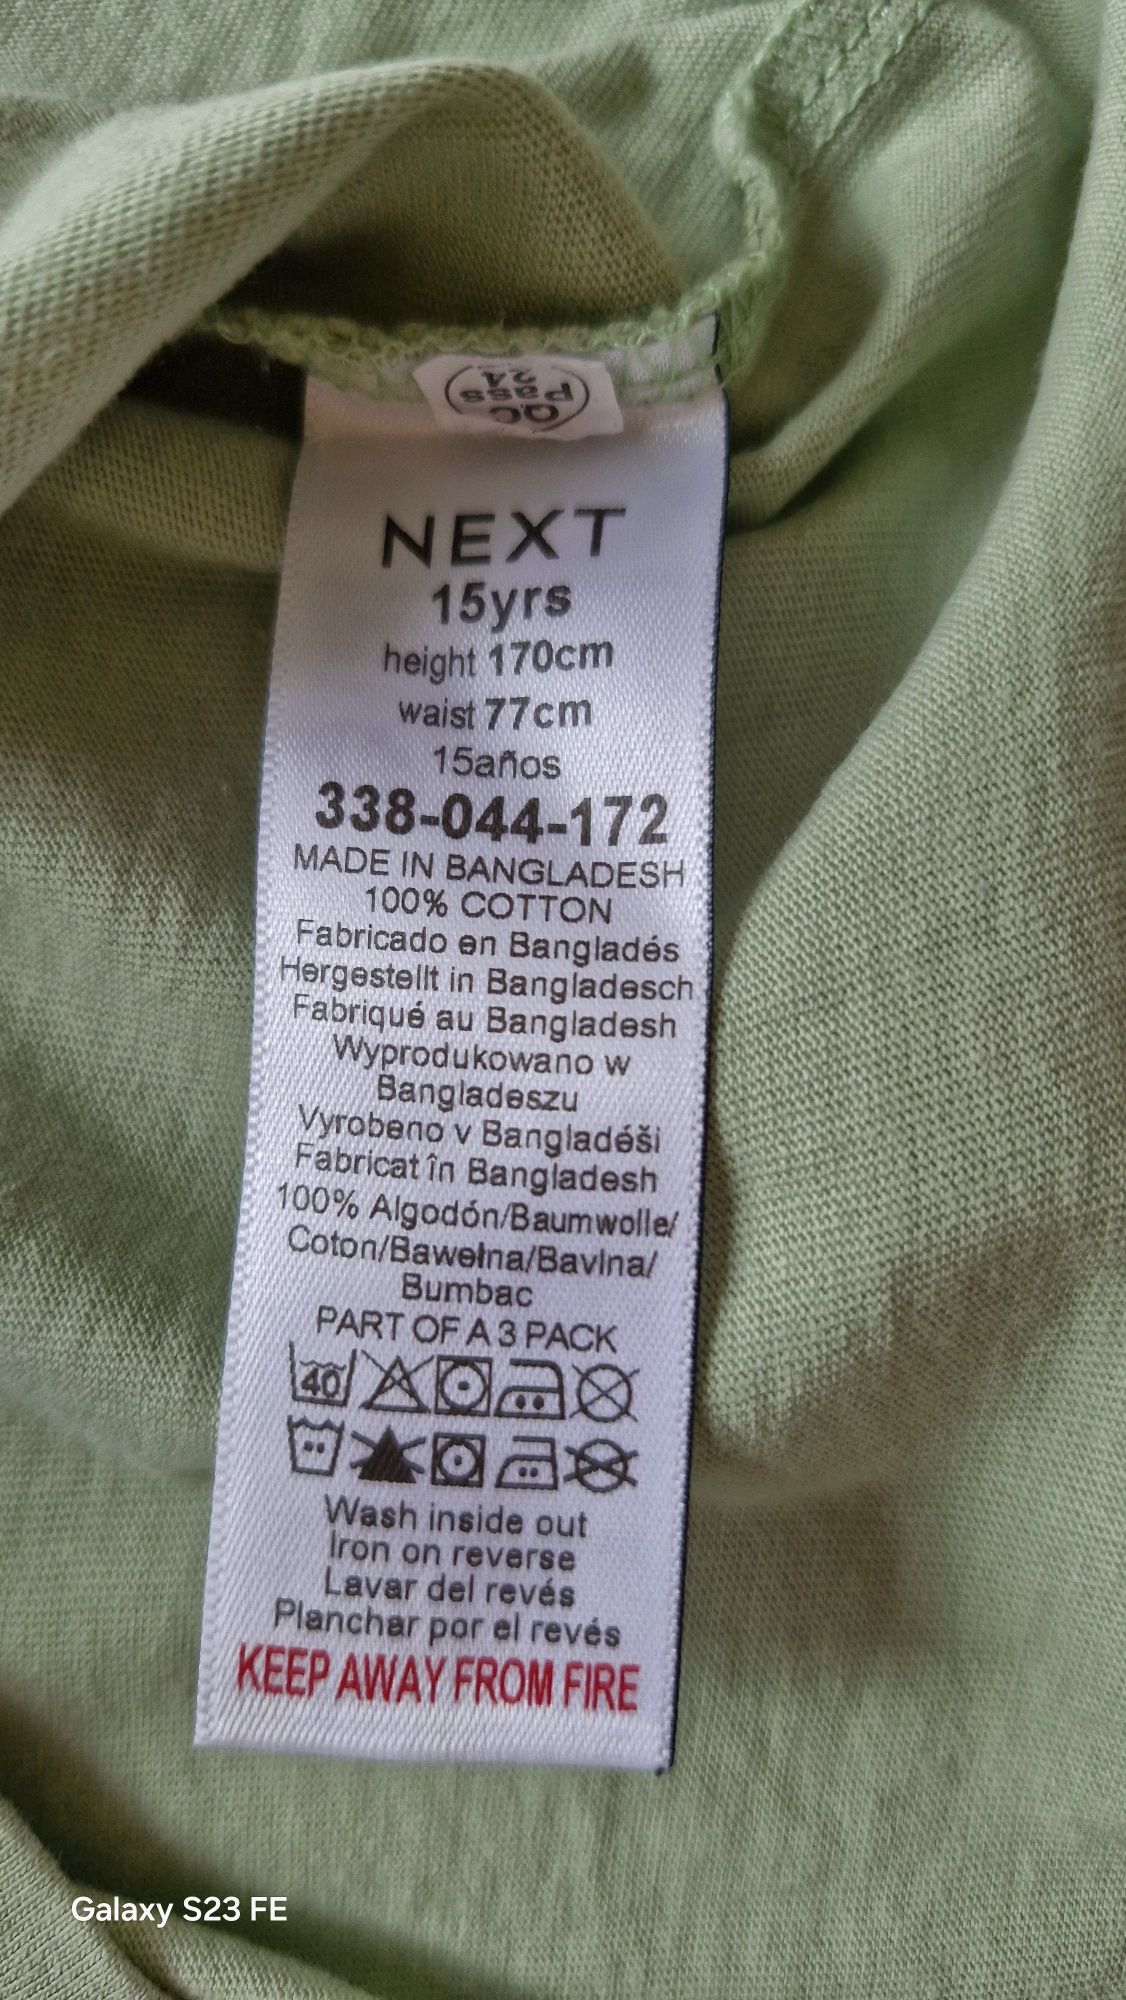 QC
Pass
24
NEXT
15yrs
height 170cm
waist 77cm
15años
338-044-172
MADE IN BANGLADESH
100% COTTON
Fabricado en Bangladés
Hergestellt in Bangladesch
Fabriqué au Bangladesh
Wyprodukowano w
Bangladeszu
Vyrobeno v Bangladéši
Fabricat în Bangladesh
100% Algodón/Baumwolle/
Coton/Bawełna/Bavlna/
Bumbac
PART OF A 3 PACK
40
Wash inside out
Iron on reverse
Lavar del revés
Planchar por el revés
KEEP AWAY FROM FIRE
Galaxy S23 FE